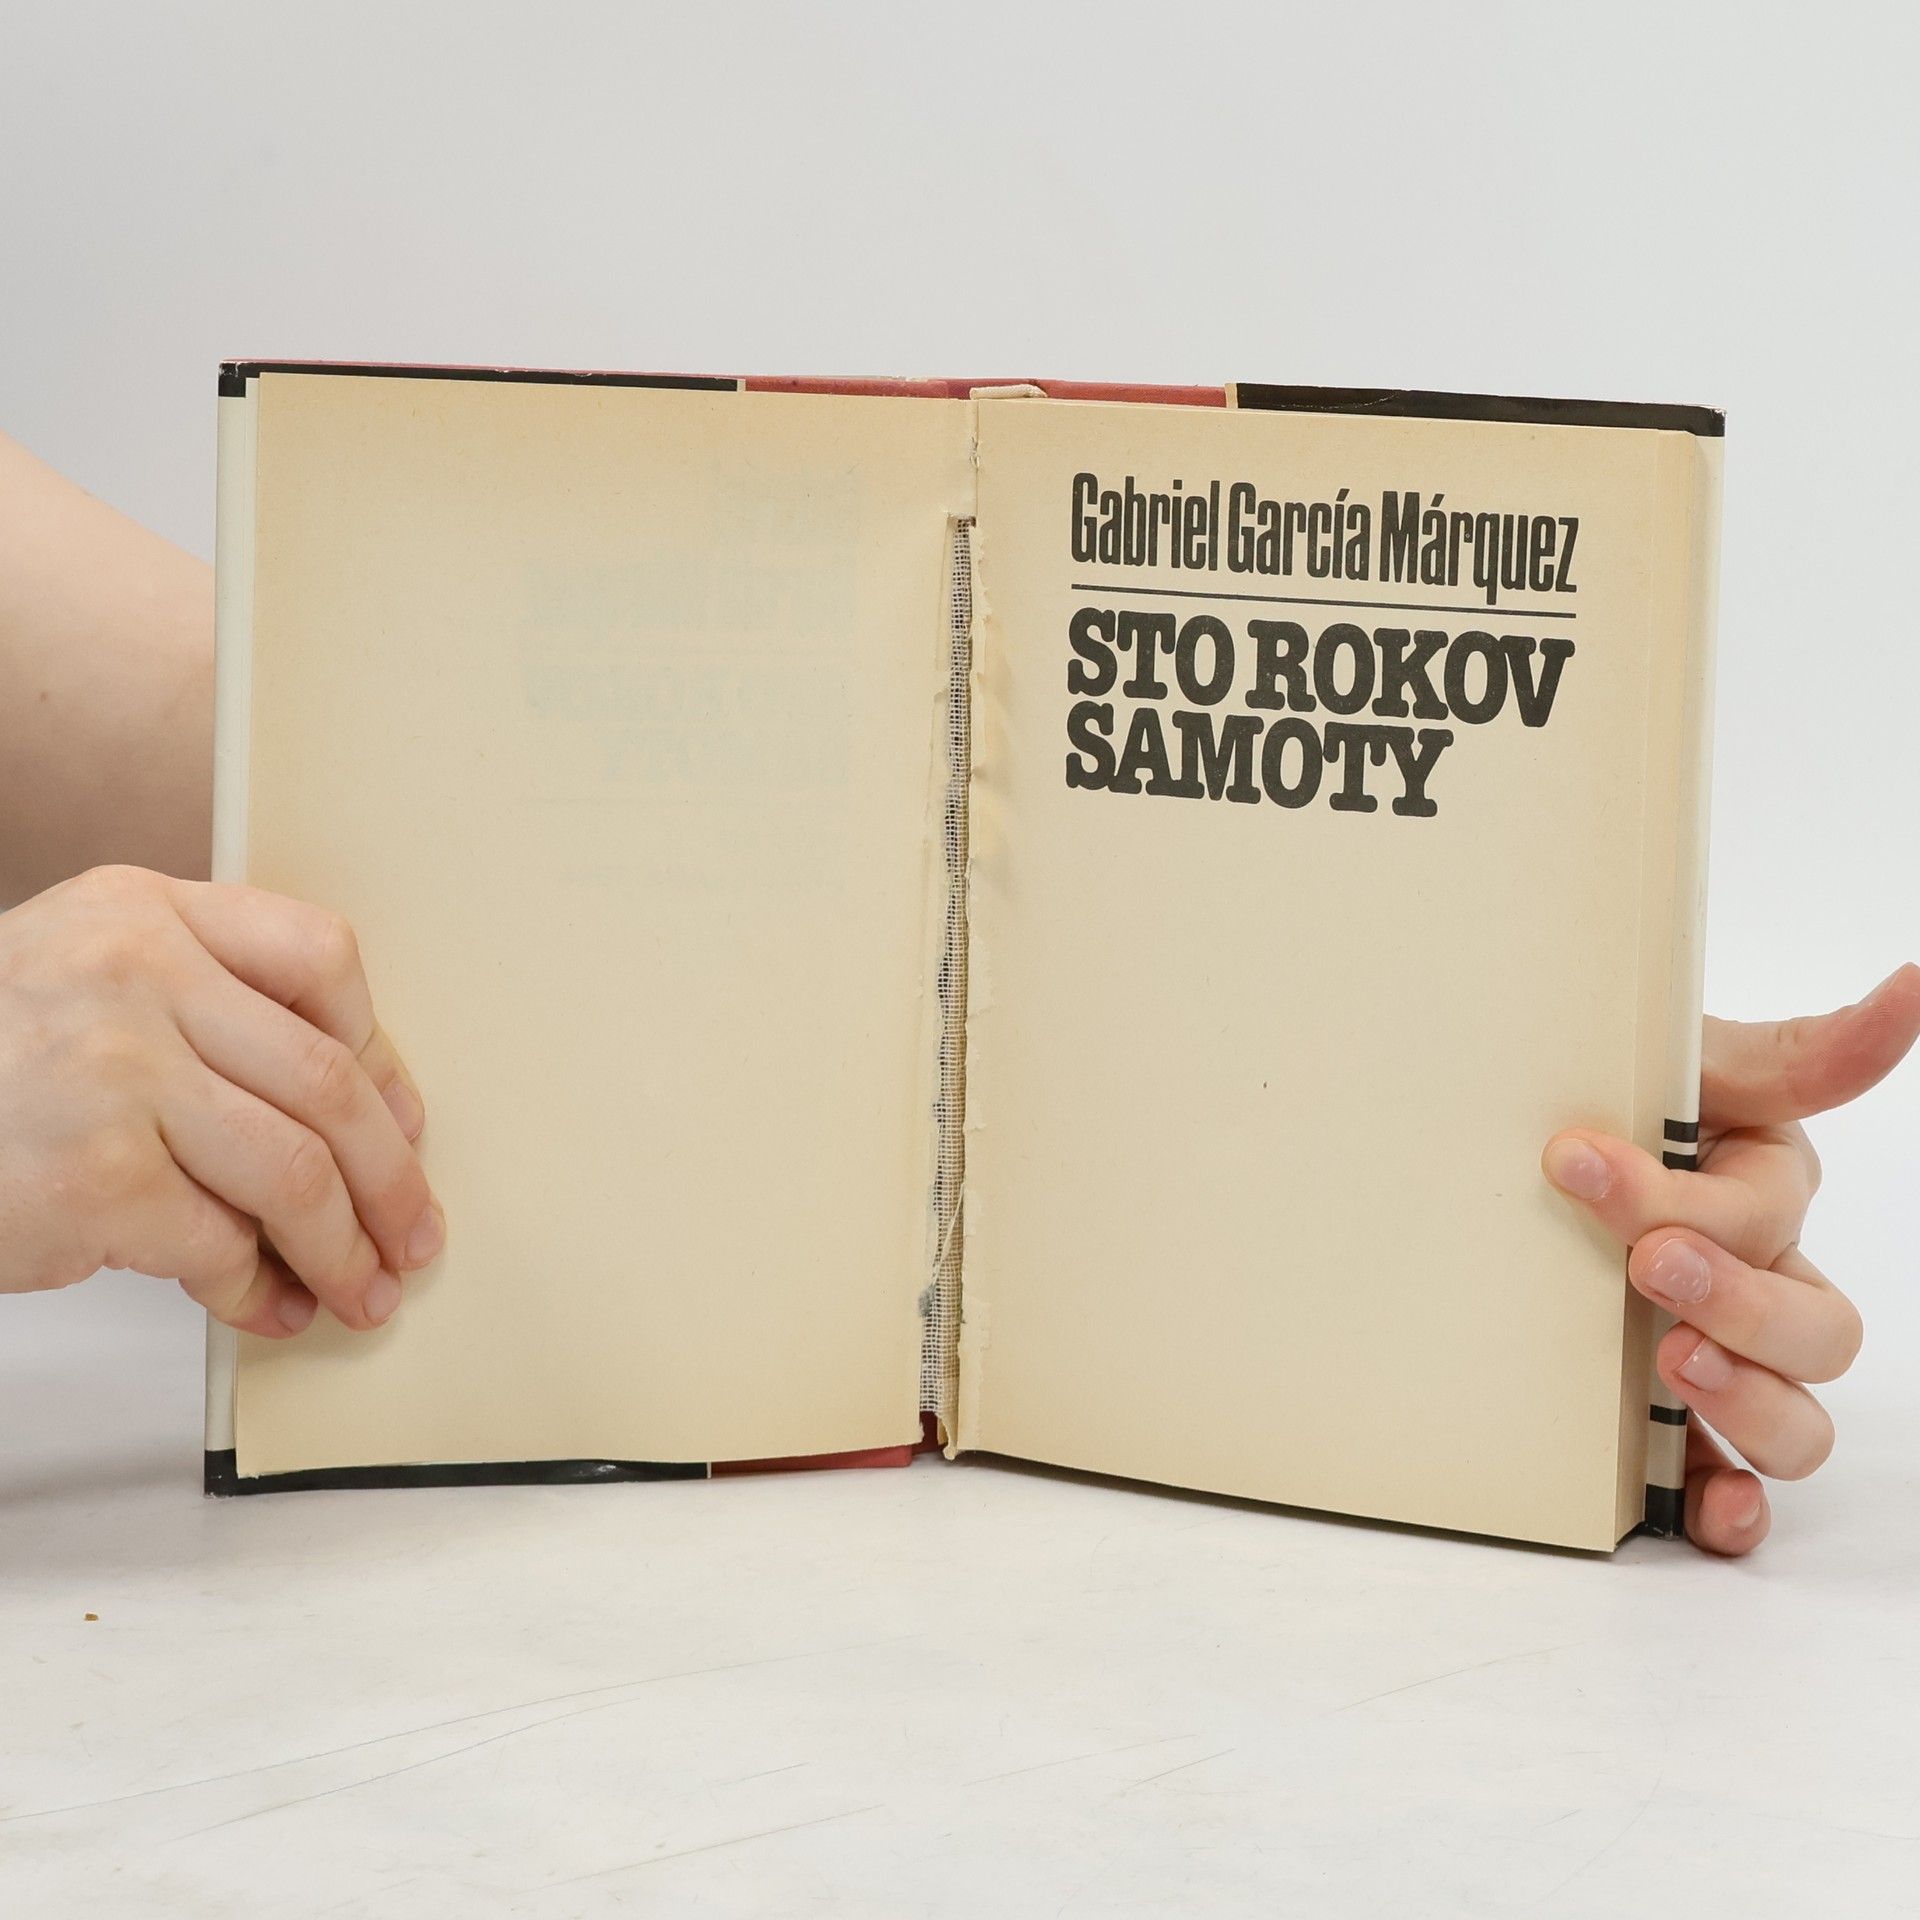 Gabriel García Márquez
STO ROKOV
SAMOTY